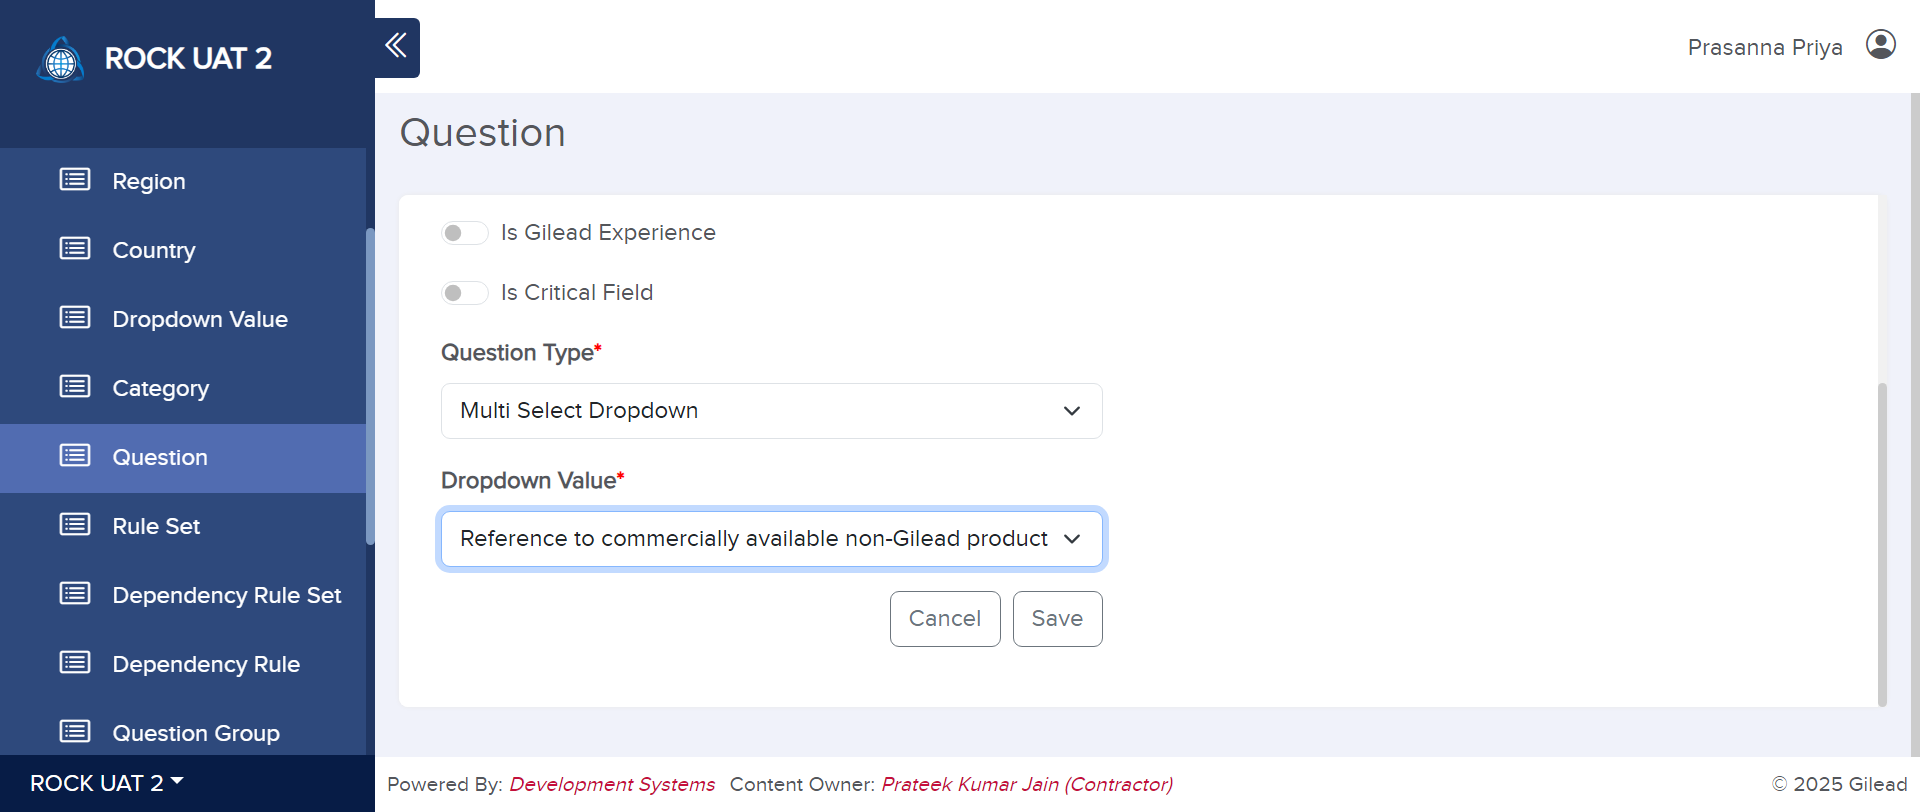 ROCK UAT 2
Prasanna Priya
Region
Country
Dropdown Value
Category
Question
Rule Set
Dependency Rule Set
Dependency Rule
Question Group
ROCK UAT 2
Question
Is Gilead Experience
Is Critical Field
Question Type*
Multi Select Dropdown
Dropdown Value*
Reference to commercially available non-Gilead product
Cancel Save
Powered By: Development Systems Content Owner: Prateek Kumar Jain (Contractor)
© 2025 Gilead